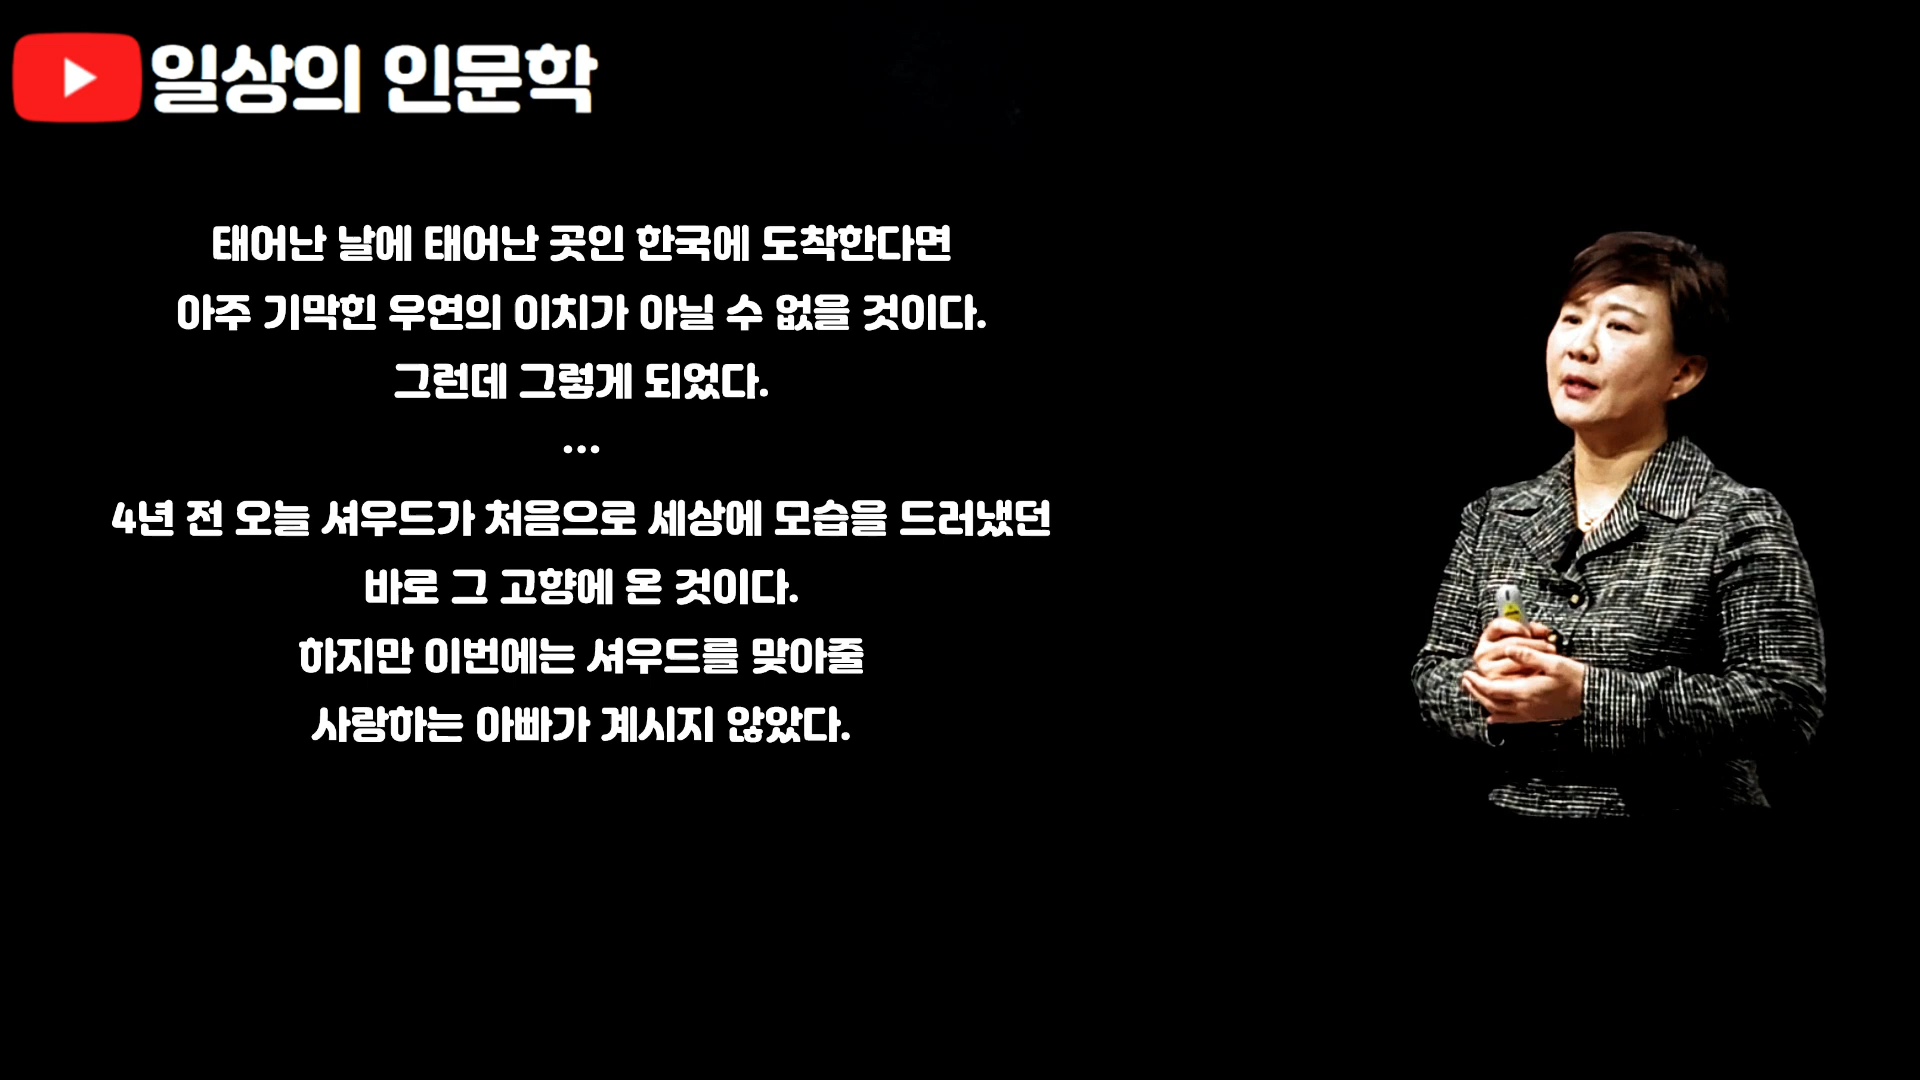 일상의 인문학
태어난 날에 태어난 곳인 한국에 도착한다면
아주 기막힌 우연의 이치가 아닐 수 없을 것이다.
그런데 그렇게 되었다.
...
4년 전 오늘 셔우드가 처음으로 세상에 모습을 드러냈던
바로 그 고향에 온 것이다.
하지만 이번에는 셔우드를 맞아줄
사랑하는 아빠가 계시지 않았다.